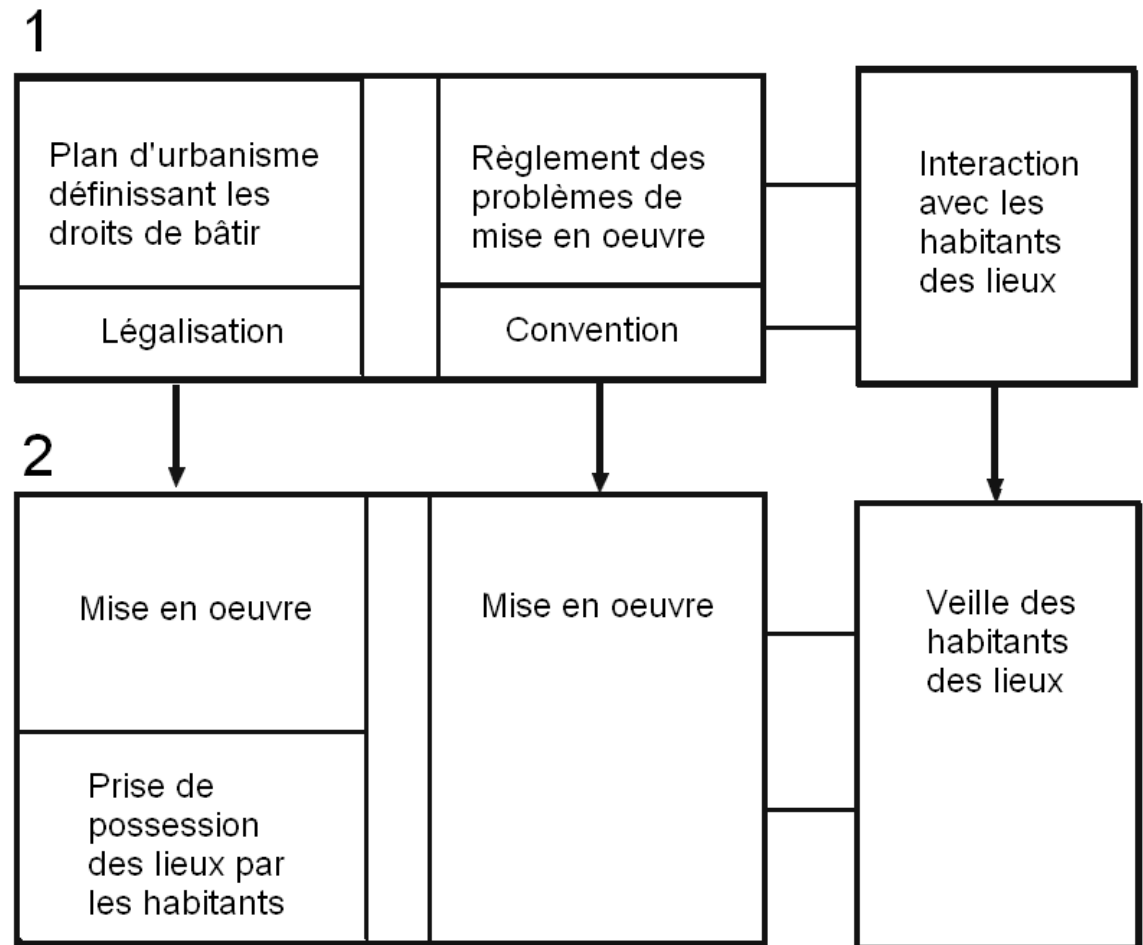 1
Plan d'urbanisme
définissant les
droits de bâtir
Légalisation
Règlement des
problèmes de
mise en oeuvre
Convention
Interaction
avec les
habitants
des lieux
2
Mise en oeuvre
Prise de
possession
des lieux par
les habitants
Mise en oeuvre
Veille des
habitants
des lieux